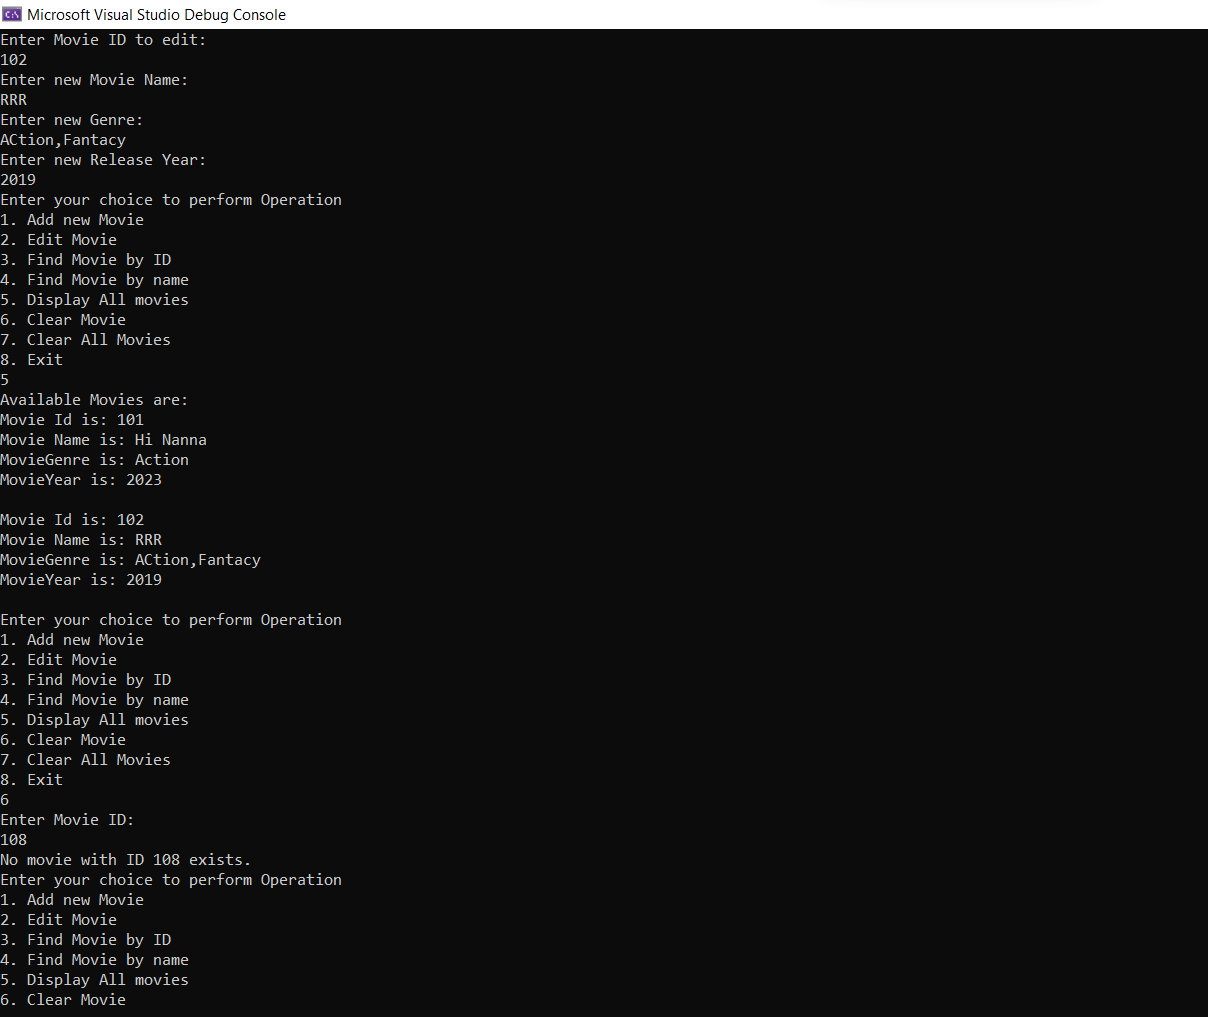 C:\ Microsoft Visual Studio Debug Console
Enter Movie ID to edit:
102
Enter new Movie Name:
RRR
Enter new Genre:
ACtion,Fantacy
Enter new Release Year:
2019
Enter your choice to perform Operation
1. Add new Movie
2. Edit Movie
3. Find Movie by ID
4. Find Movie by name
5. Display All movies
6. Clear Movie
7. Clear All Movies
8. Exit
5
Available Movies are:
Movie Id is: 101
Movie Name is: Hi Nanna
MovieGenre is: Action
MovieYear is: 2023
Movie Id is: 102
Movie Name is: RRR
MovieGenre is: ACtion,Fantacy
MovieYear is: 2019
Enter your choice to perform Operation
1. Add new Movie
2. Edit Movie
3. Find Movie by ID
4. Find Movie by name
5. Display All movies
6. Clear Movie
7. Clear All Movies
8. Exit
6
Enter Movie ID:
108
No movie with ID 108 exists.
Enter your choice to perform Operation
1. Add new Movie
2. Edit Movie
3. Find Movie by ID
4. Find Movie by name
5. Display All movies
6. Clear Movie